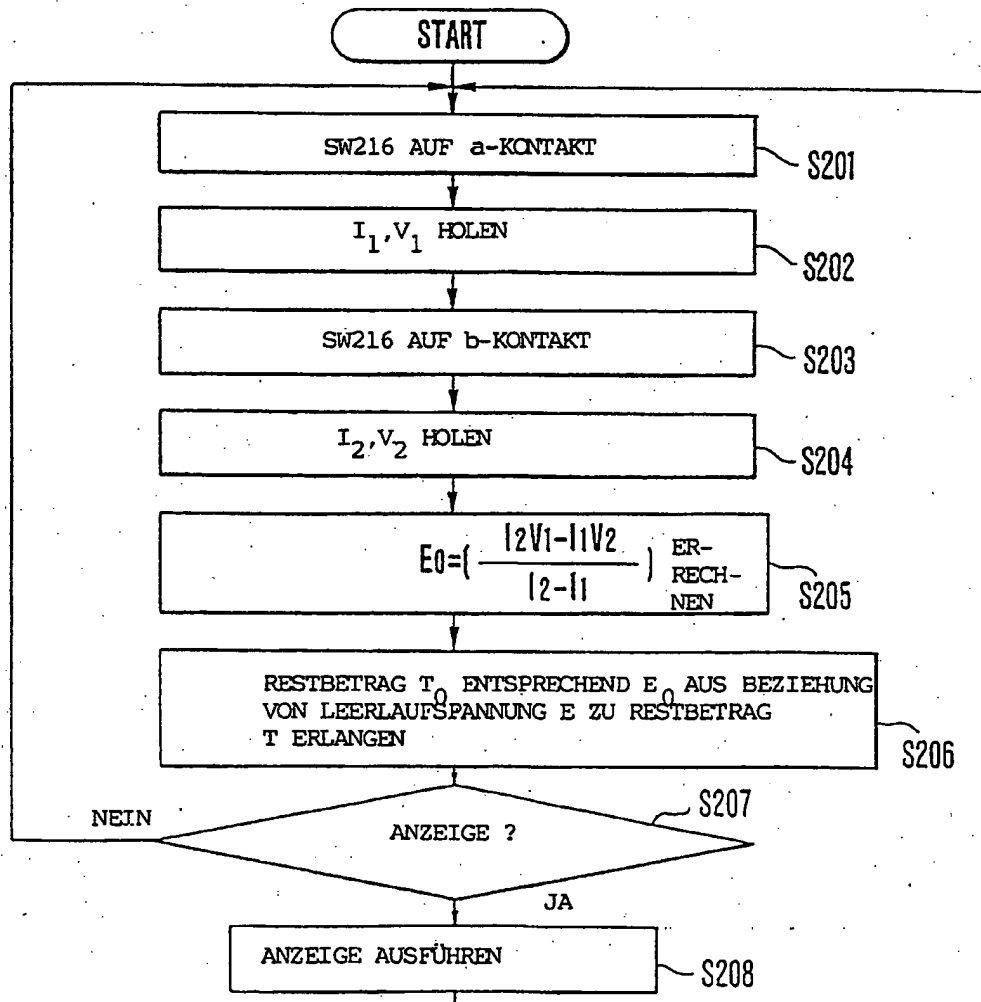 START
SW216 AUF a-KONTAKT
S201
I₁,V₁ HOLEN
S202
SW216 AUF b-KONTAKT
S203
I₂,V₂ HOLEN
S204
E0=( I2V1-I1V2 / I2-I1 ) ER-
RECH-
NEN
S205
RESTBETRAG T₀ ENTSPRECHEND E₀ AUS BEZIEHUNG
VON LEERLAUFSPANNUNG E ZU RESTBETRAG
T ERLANGEN
S206
S207
NEIN
ANZEIGE ?
JA
ANZEIGE AUSFÜHREN
S208